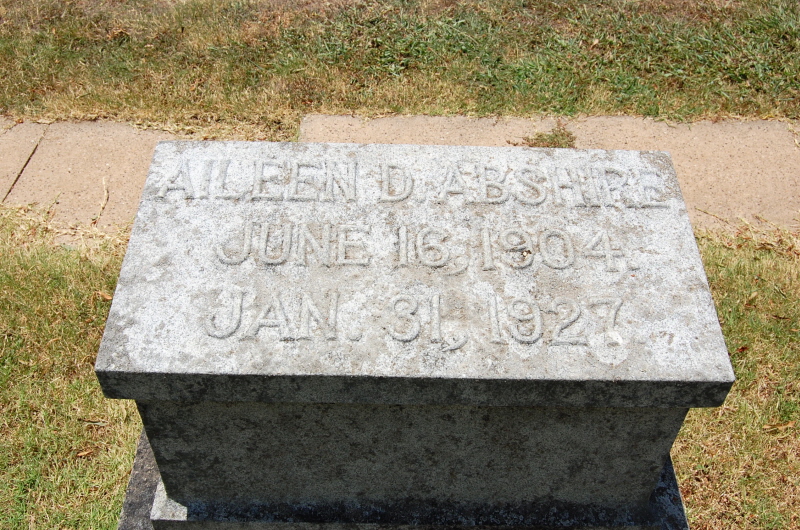 AILEEN D. ABSHIRE
JUNE 16, 1904.
JAN. 31, 1927.